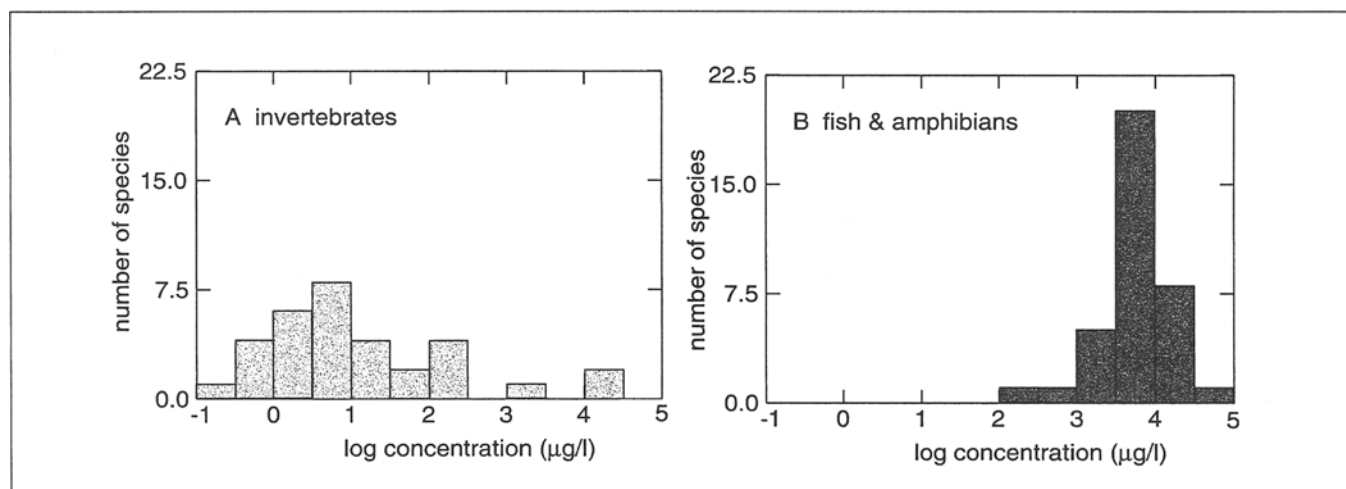 22.5
15.0
7.5
0.0
number of species
A invertebrates
-1 0 1 2 3 4 5
log concentration (µg/l)
22.5
15.0
7.5
0.0
number of species
B fish & amphibians
-1 0 1 2 3 4 5
log concentration (µg/l)